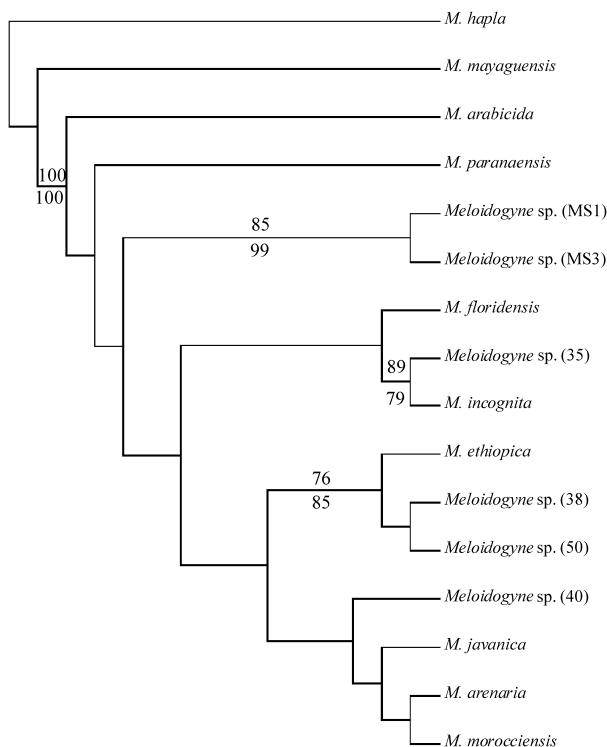 M. hapla
M. mayaguensis
M. arabicida
100
100
M. paranaensis
Meloidogyne sp. (MS1)
85
99
Meloidogyne sp. (MS3)
M. floridensis
Meloidogyne sp. (35)
89
79
M. incognita
M. ethiopica
76
85
Meloidogyne sp. (38)
Meloidogyne sp. (50)
Meloidogyne sp. (40)
M. javanica
M. arenaria
M. morocciensis